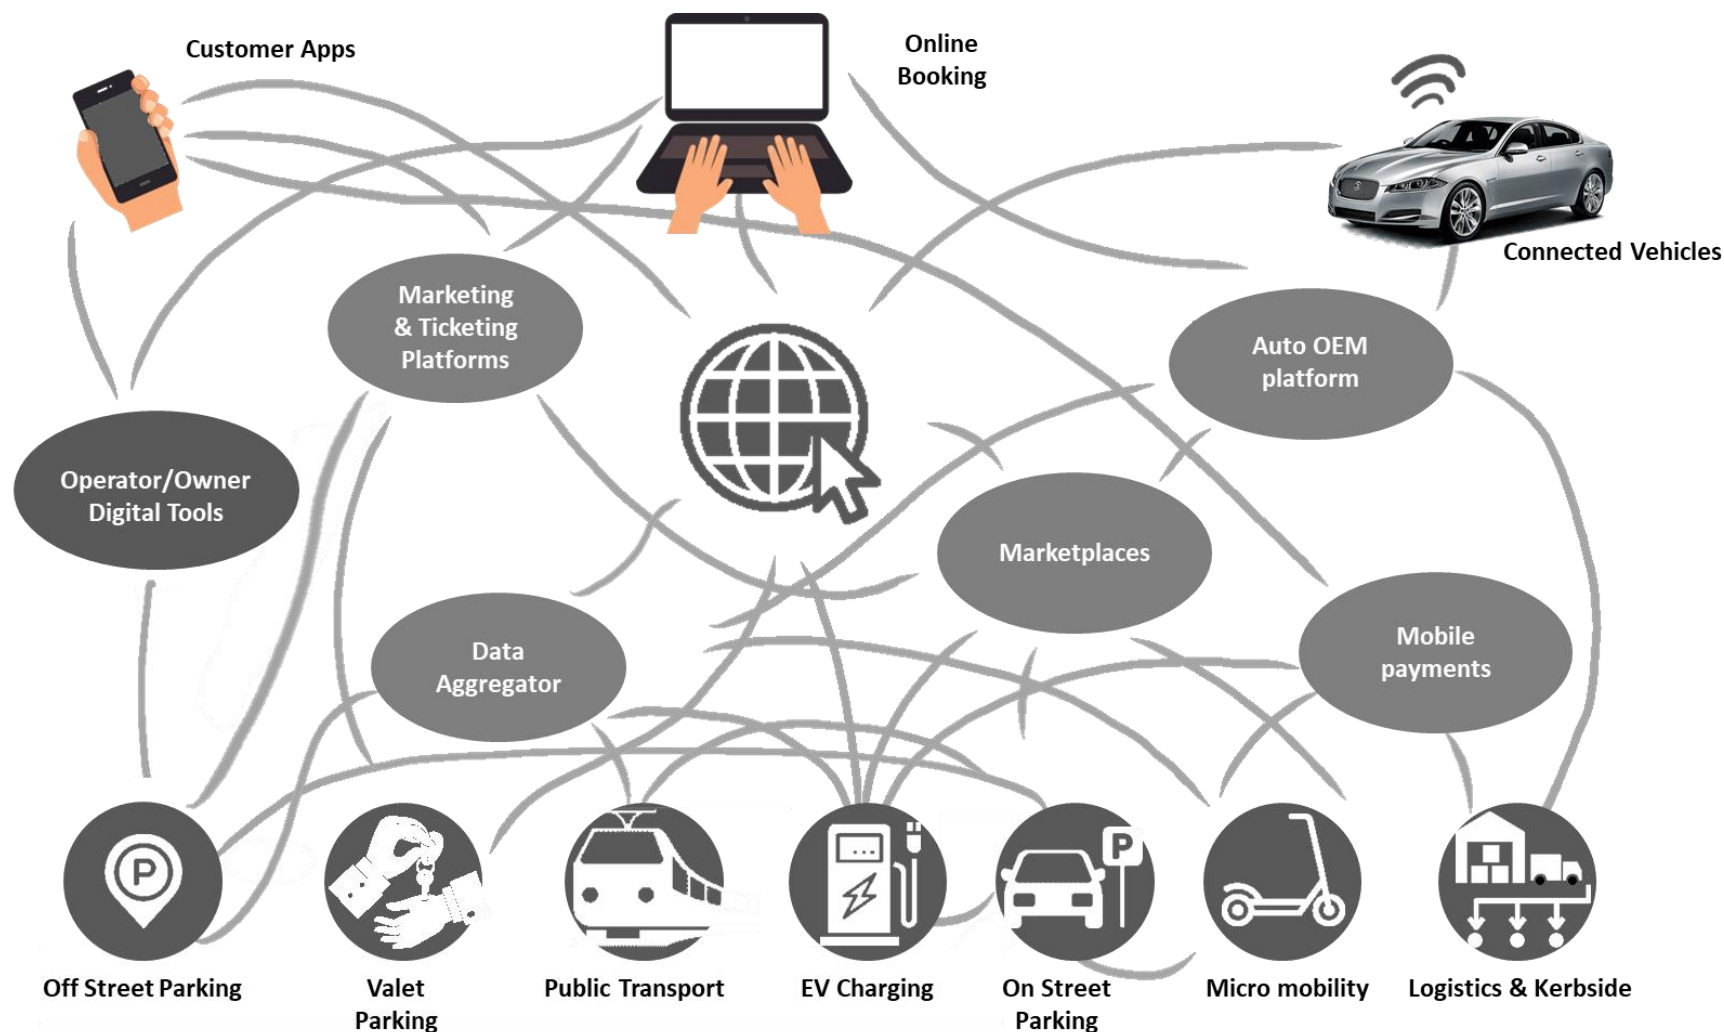 Customer Apps
Online
Booking
Connected Vehicles
Marketing
& Ticketing
Platforms
Auto OEM
platform
Operator/Owner
Digital Tools
Marketplaces
Data
Aggregator
Mobile
payments
P
P
Off Street Parking
Valet
Parking
Public Transport
EV Charging
On Street
Parking
Micro mobility
Logistics & Kerbside